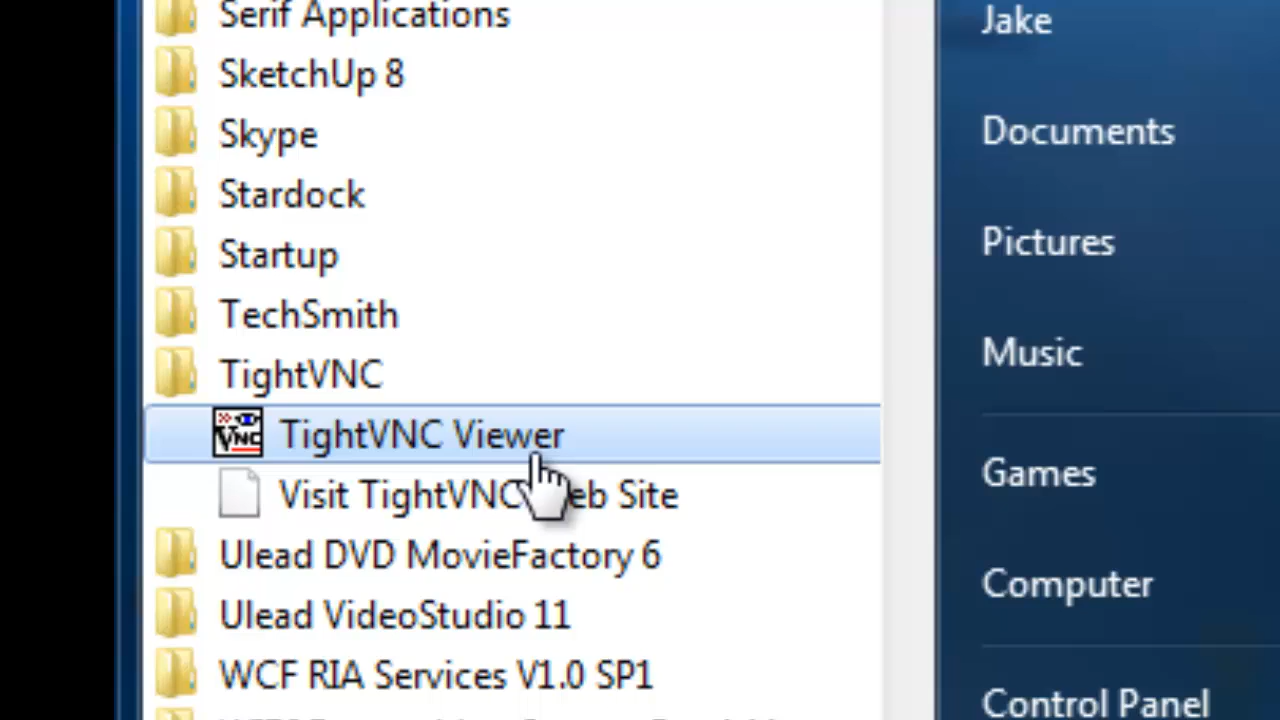 Serif Applications
SketchUp 8
Skype
Stardock
Startup
TechSmith
TightVNC
VNC
TightVNC Viewer
Visit TightVNC eb Site
Ulead DVD MovieFactory 6
Ulead VideoStudio 11
WCF RIA Services V1.0 SP1
Jake
Documents
Pictures
Music
Games
Computer
Control Panel